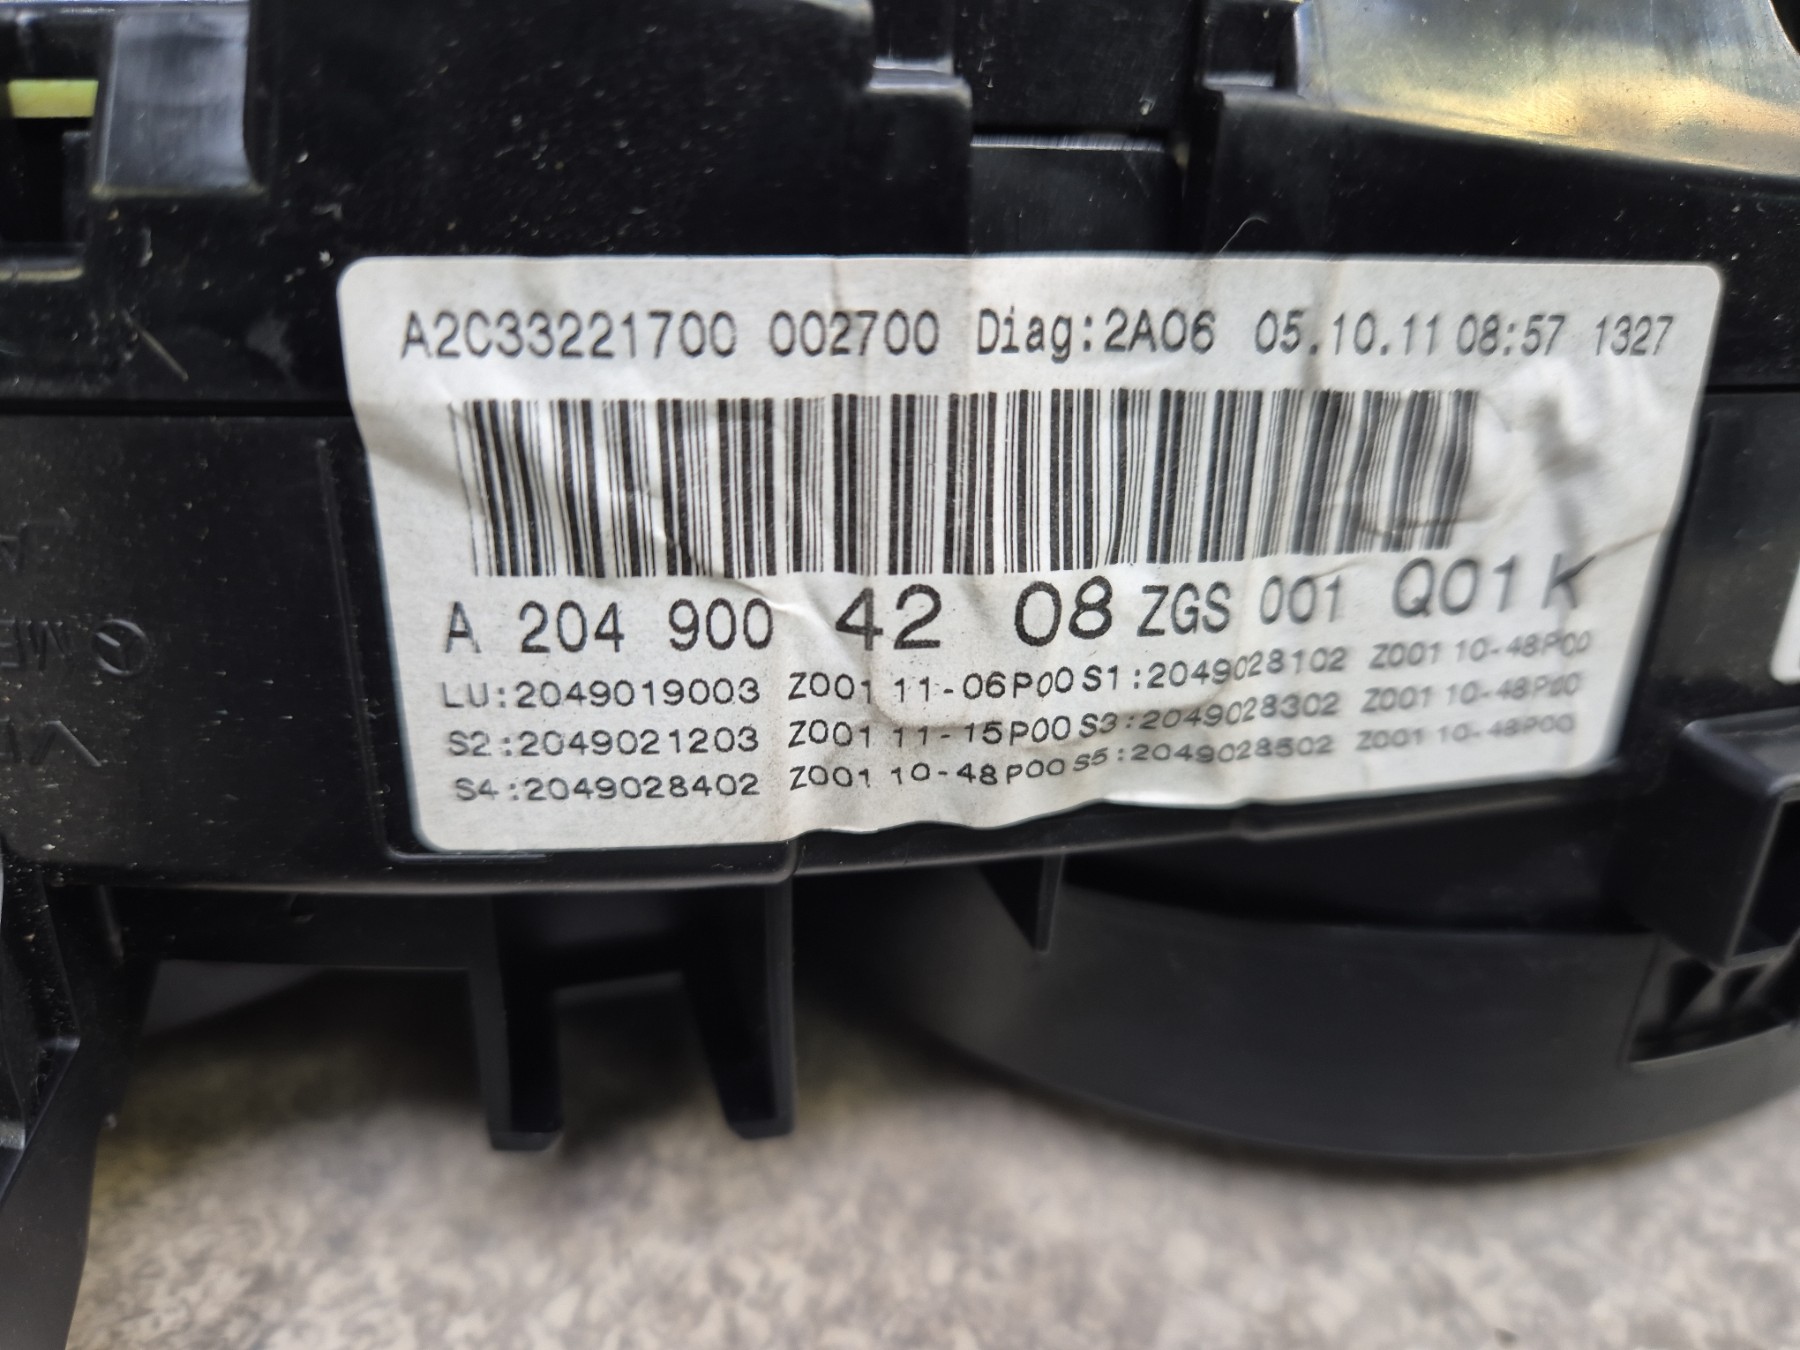 A2C33221700 002700 Diag:2A06 05.10.11 08:57 1327
A 204 900 42 08 ZGS 001 Q01 K
LU:2049019003 Z001 11-06P00 S1:2049028102 Z001 10-48P00
S2:2049021203 Z001 11-15P00 S3:2049028302 Z001 10-48P00
S4:2049028402 Z001 10-48P00 S5:2049028502 Z001 10-48P00